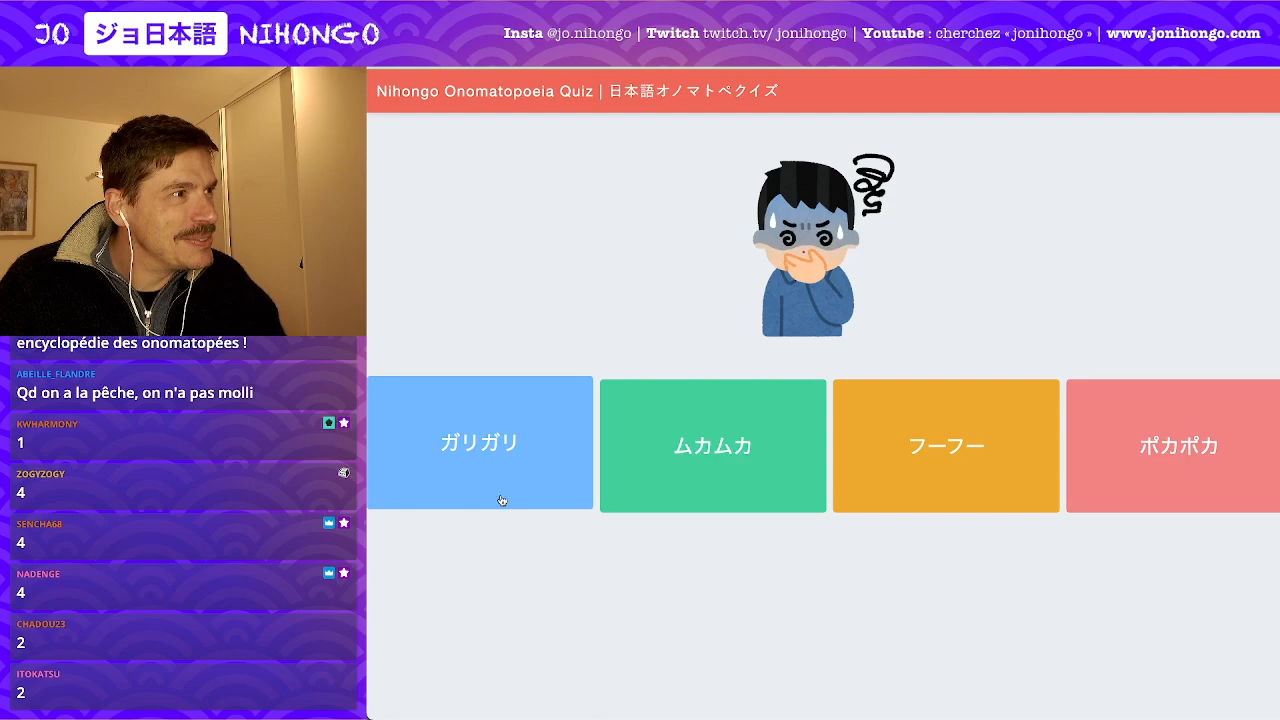 JO ジョ日本語 NIHONGO
Insta @jo.nihongo | Twitch twitch.tv/ jonihongo | Youtube : cherchez « jonihongo » | www.jonihongo.com
Nihongo Onomatopoeia Quiz | 日本語オノマトペクイズ
ガリガリ
ムカムカ
フーフー
ポカポカ
encyclopédie des onomatopées !
ABEILLE_FLANDRE
Qd on a la pêche, on n'a pas molli
KWHARMONY
1
ZOGYZOGY
4
SENCHA68
4
NADENGE
4
CHADOU23
2
ITOKATSU
2